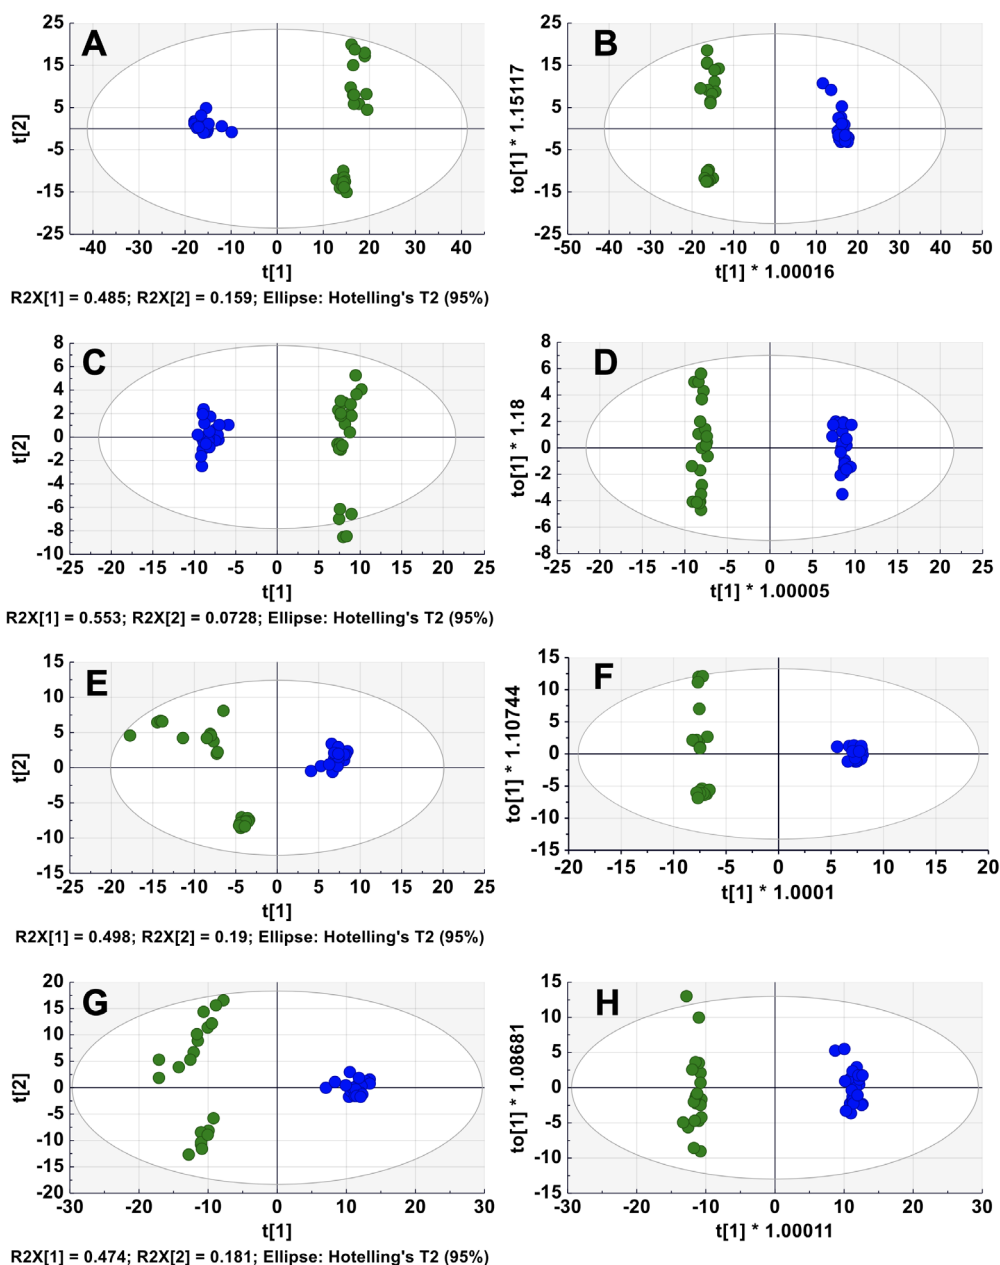 A
25
15
5
-5
-15
-25
t[2]
-40 -30 -20 -10 0 10 20 30 40
t[1]
R2X[1] = 0.485; R2X[2] = 0.159; Ellipse: Hotelling's T2 (95%)
B
25
15
5
-5
-15
-25
to[1] * 1.15117
-50 -40 -30 -20 -10 0 10 20 30 40 50
t[1] * 1.00016
C
8
6
4
2
0
-2
-4
-6
-8
-10
t[2]
-25 -20 -15 -10 -5 0 5 10 15 20 25
t[1]
R2X[1] = 0.553; R2X[2] = 0.0728; Ellipse: Hotelling's T2 (95%)
D
8
6
4
2
0
-2
-4
-6
-8
to[1] * 1.18
-25 -20 -15 -10 -5 0 5 10 15 20 25
t[1] * 1.00005
E
15
10
5
0
-5
-10
-15
t[2]
-25 -20 -15 -10 -5 0 5 10 15 20 25
t[1]
R2X[1] = 0.498; R2X[2] = 0.19; Ellipse: Hotelling's T2 (95%)
F
15
10
5
0
-5
-10
-15
to[1] * 1.10744
-20 -15 -10 -5 0 5 10 15 20
t[1] * 1.0001
G
20
15
10
5
0
-5
-10
-15
-20
t[2]
-30 -20 -10 0 10 20 30
t[1]
R2X[1] = 0.474; R2X[2] = 0.181; Ellipse: Hotelling's T2 (95%)
H
15
10
5
0
-5
-10
-15
to[1] * 1.08681
-30 -20 -10 0 10 20 30
t[1] * 1.00011